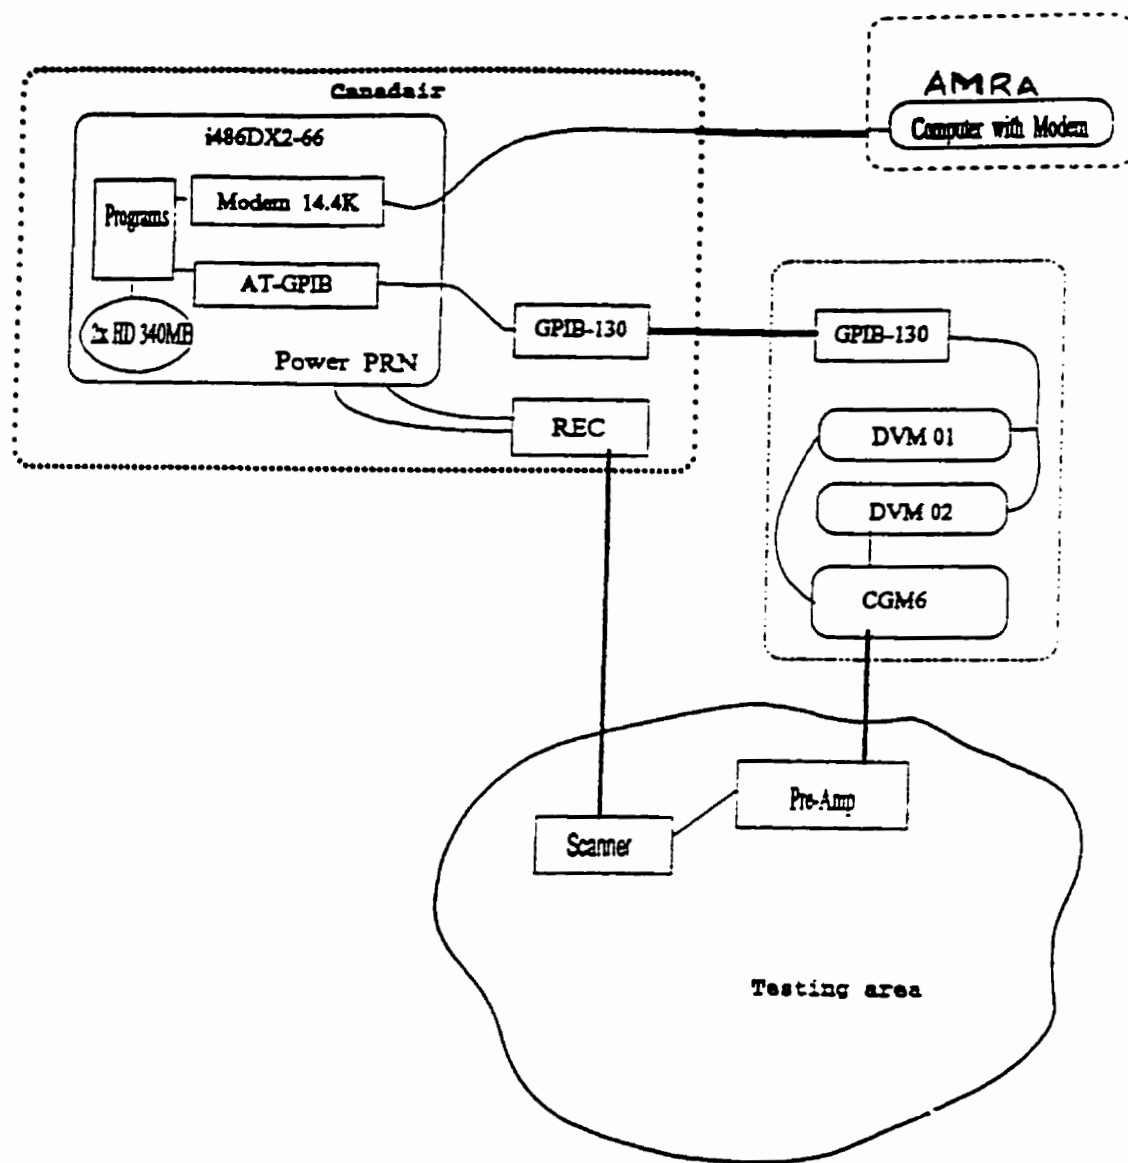 Canadair
AMRA
Computer with Modem
i486DX2-66
Programs
Modem 14.4K
AT-GPIB
2x HD 340MB
Power PRN
GPIB-130
GPIB-130
REC
DVM 01
DVM 02
CGM6
Pre-Amp
Scanner
Testing area